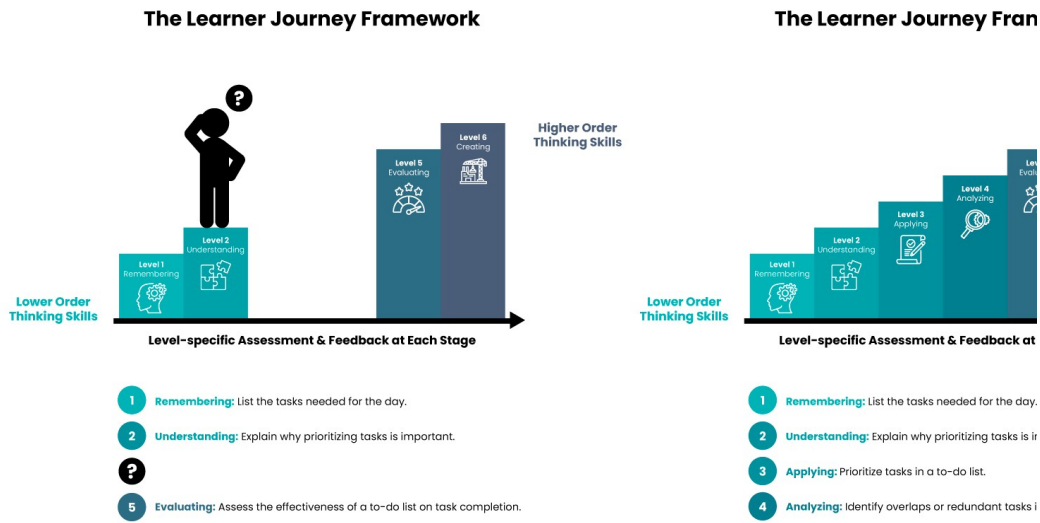 The Learner Journey Framework
?
Level 6
Creating
Higher Order
Thinking Skills
Level 5
Evaluating
Level 2
Understanding
Level 1
Remembering
Lower Order
Thinking Skills
Level-specific Assessment & Feedback at Each Stage
1 Remembering: List the tasks needed for the day.
2 Understanding: Explain why prioritizing tasks is important.
?
5 Evaluating: Assess the effectiveness of a to-do list on task completion.
The Learner Journey
Level 4
Analyzing
Level 3
Applying
Level 2
Understanding
Level 1
Remembering
Lower Order
Thinking Skills
Level-specific Assessment & Feedback at
1 Remembering: List the tasks needed for the day.
2 Understanding: Explain why prioritizing tasks is
3 Applying: Prioritize tasks in a to-do list.
4 Analyzing: Identify overlaps or redundant tasks